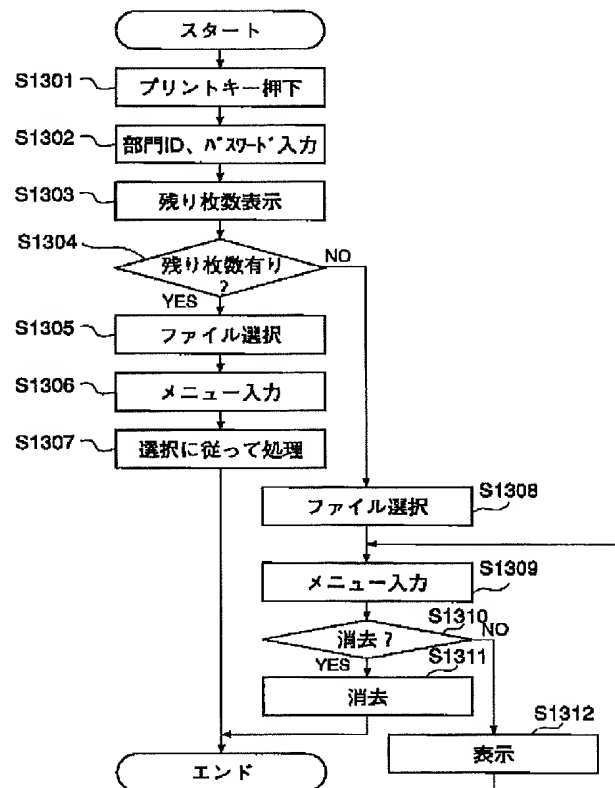 スタート
S1301
プリントキー押下
S1302
部門ID、パスワード入力
S1303
残り枚数表示
S1304
残り枚数有り
?
NO
YES
S1305
ファイル選択
S1306
メニュー入力
S1307
選択に従って処理
S1308
ファイル選択
S1309
メニュー入力
S1310
消去?
NO
YES
S1311
消去
S1312
表示
エンド